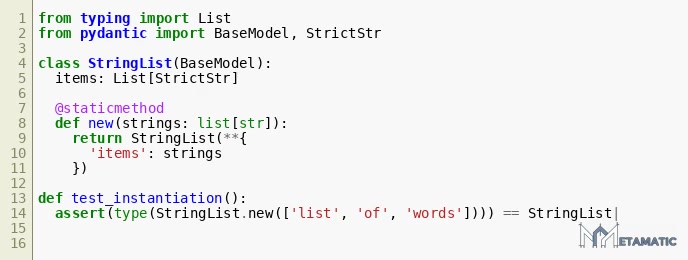 1 from typing import List
2 from pydantic import BaseModel, StrictStr
3
4 class StringList(BaseModel):
5   items: List[StrictStr]
6
7   @staticmethod
8   def new(strings: list[str]):
9     return StringList(**{
10       'items': strings
11     })
12
13 def test_instantiation():
14   assert(type(StringList.new(['list', 'of', 'words']))) == StringList|
15
16
METAMATIC